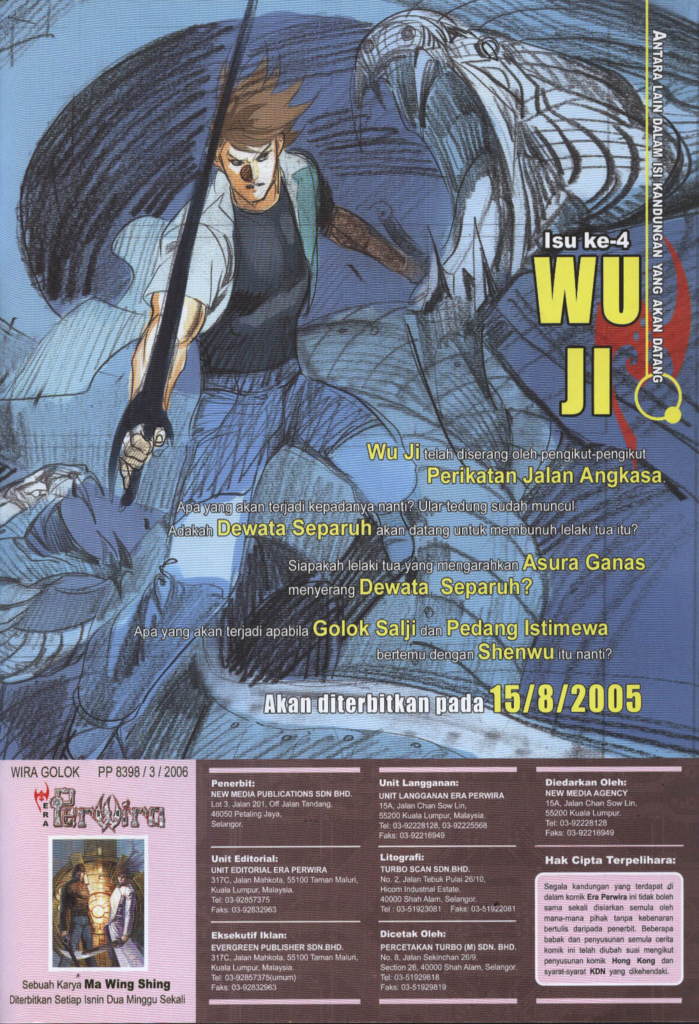 ANTARA LAIN DALAM ISI KANDUNGAN YANG AKAN DATANG
Isu ke-4
WU
JI
Wu Ji telah diserang oleh pengikut-pengikut
Perikatan Jalan Angkasa.
Apa yang akan terjadi kepadanya nanti? Ular tedung sudah muncul
Adakah Dewata Separuh akan datang untuk membunuh lelaki tua itu?
Siapakah lelaki tua yang mengarahkan Asura Ganas
menyerang Dewata Separuh?
Apa yang akan terjadi apabila Golok Salji dan Pedang Istimewa
bertemu dengan Shenwu itu nanti?
Akan diterbitkan pada 15/8/2005
WIRA GOLOK PP 8398 / 3 / 2006
ERA
Perwira
Sebuah Karya Ma Wing Shing
Diterbitkan Setiap Isnin Dua Minggu Sekali
Penerbit:
NEW MEDIA PUBLICATIONS SDN BHD.
Lot 3, Jalan 201, Off Jalan Tandang,
46050 Petaling Jaya,
Selangor.
Unit Editorial:
UNIT EDITORIAL ERA PERWIRA
317C, Jalan Mahkota, 55100 Taman Maluri,
Kuala Lumpur, Malaysia.
Tel: 03-92857375
Faks: 03-92832963
Eksekutif Iklan:
EVERGREEN PUBLISHER SDN.BHD.
317C, Jalan Mahkota, 55100 Taman Maluri,
Kuala Lumpur, Malaysia.
Tel: 03-92857375(umum)
Faks: 03-92832963
Unit Langganan:
UNIT LANGGANAN ERA PERWIRA
15A, Jalan Chan Sow Lin,
55200 Kuala Lumpur, Malaysia.
Tel: 03-92228128, 03-92225568
Faks: 03-92216949
Litografi:
TURBO SCAN SDN.BHD.
No. 2, Jalan Tebuk Pulai 26/10,
Hicom Industrial Estate,
40000 Shah Alam, Selangor.
Tel : 03-51923081 Faks: 03-51922081
Dicetak Oleh:
PERCETAKAN TURBO (M) SDN. BHD.
No. 8, Jalan Sekinchan 26/9,
Section 26, 40000 Shah Alam, Selangor.
Tel: 03-51929818
Faks: 03-51929819
Diedarkan Oleh:
NEW MEDIA AGENCY
15A, Jalan Chan Sow Lin,
55200 Kuala Lumpur.
Tel: 03-92228128
Faks: 03-92216949
Hak Cipta Terpelihara:
Segala kandungan yang terdapat di
dalam komik Era Perwira ini tidak boleh
sama sekali disiarkan semula oleh
mana-mana pihak tanpa kebenaran
bertulis daripada penerbit. Beberapa
babak dan penyusunan semula cerita
komik ini telah diubah susi mengikut
penyusunan komik Hong Kong dan
syarat-syarat KDN yang dikehendaki.